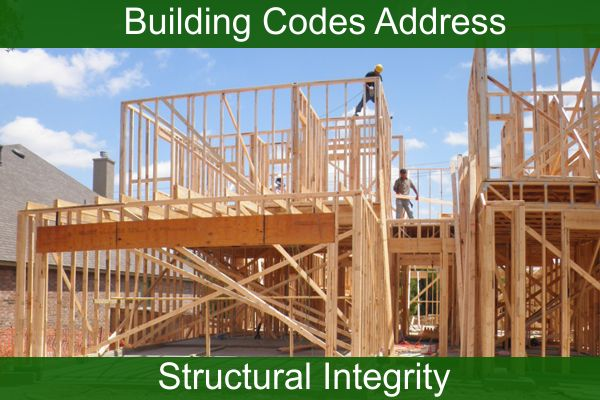 Building Codes Address
Structural Integrity